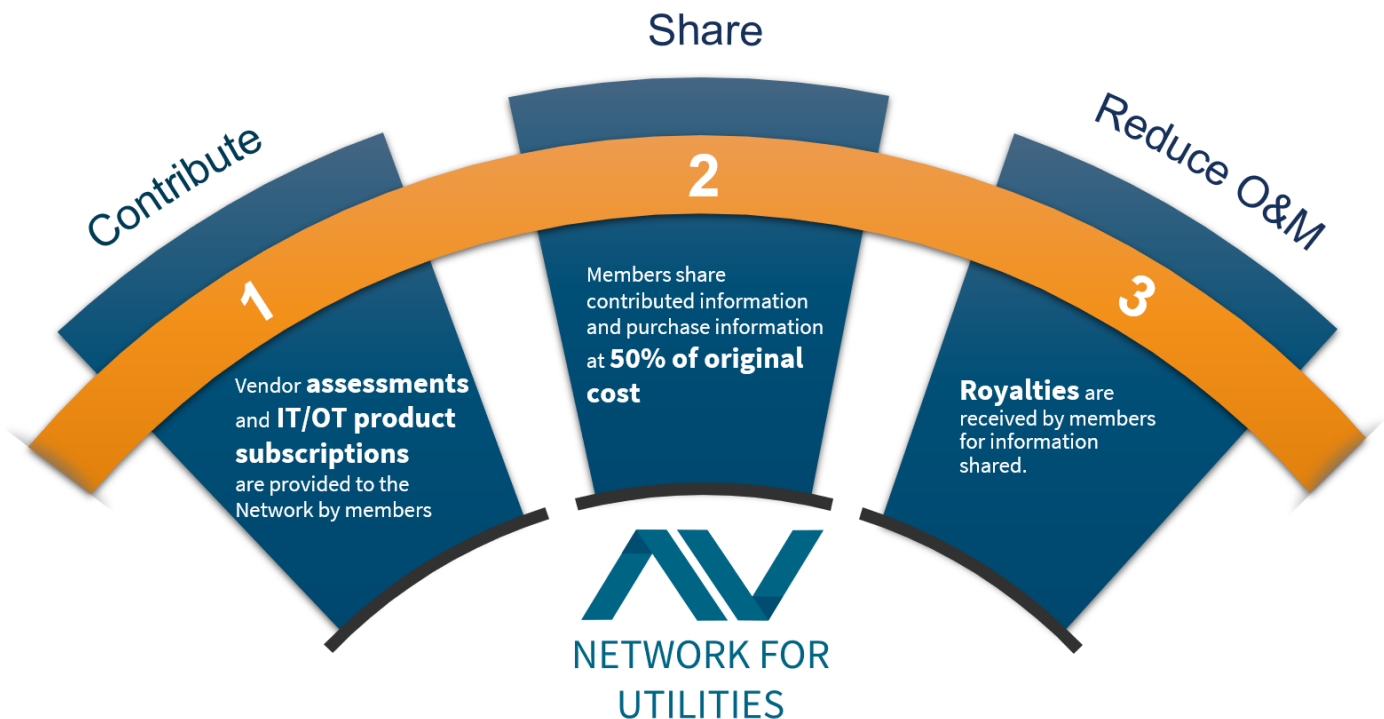 Share
Contribute
Reduce O&M
1
2
3
Vendor assessments
and IT/OT product
subscriptions
are provided to the
Network by members
Members share
contributed information
and purchase information
at 50% of original
cost
Royalties are
received by members
for information
shared.
NETWORK FOR
UTILITIES